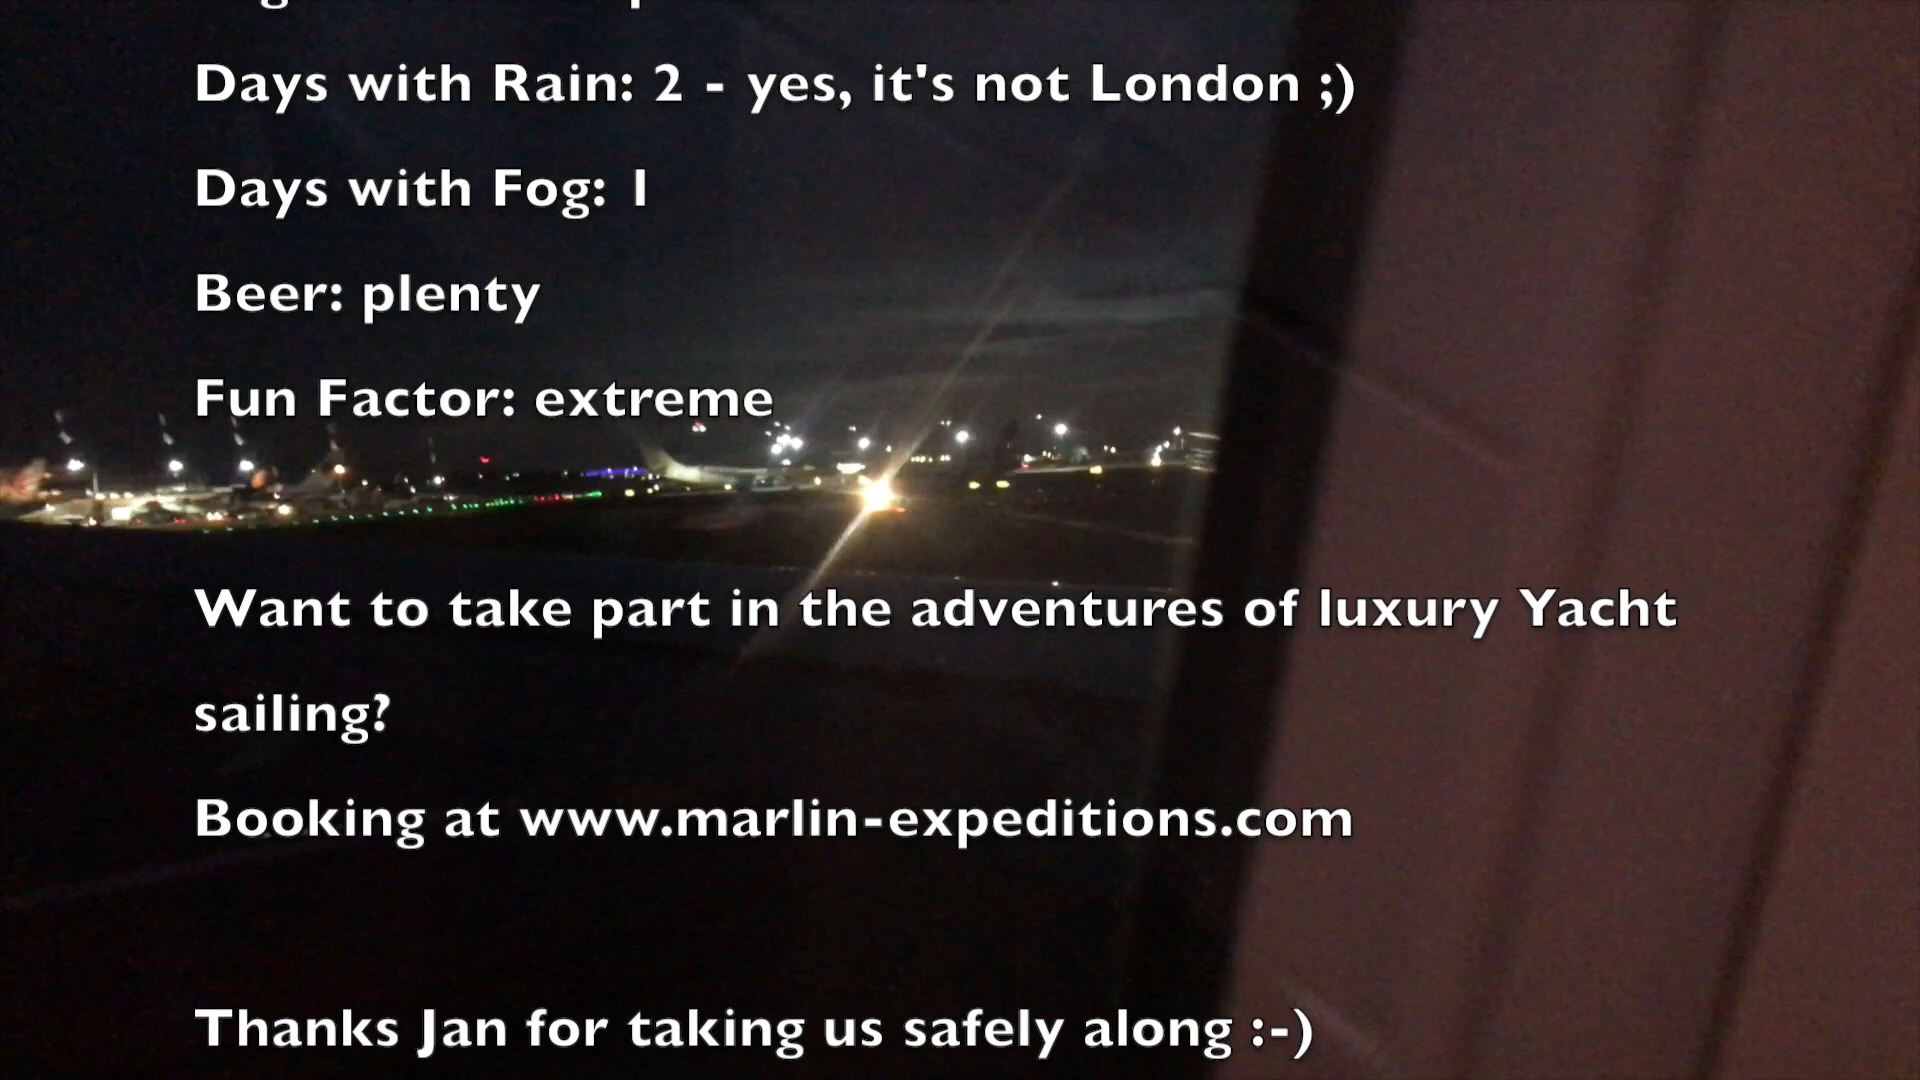 Days with Rain: 2 - yes, it's not London ;)
Days with Fog: 1
Beer: plenty
Fun Factor: extreme
Want to take part in the adventures of luxury Yacht
sailing?
Booking at www.marlin-expeditions.com
Thanks Jan for taking us safely along :-)